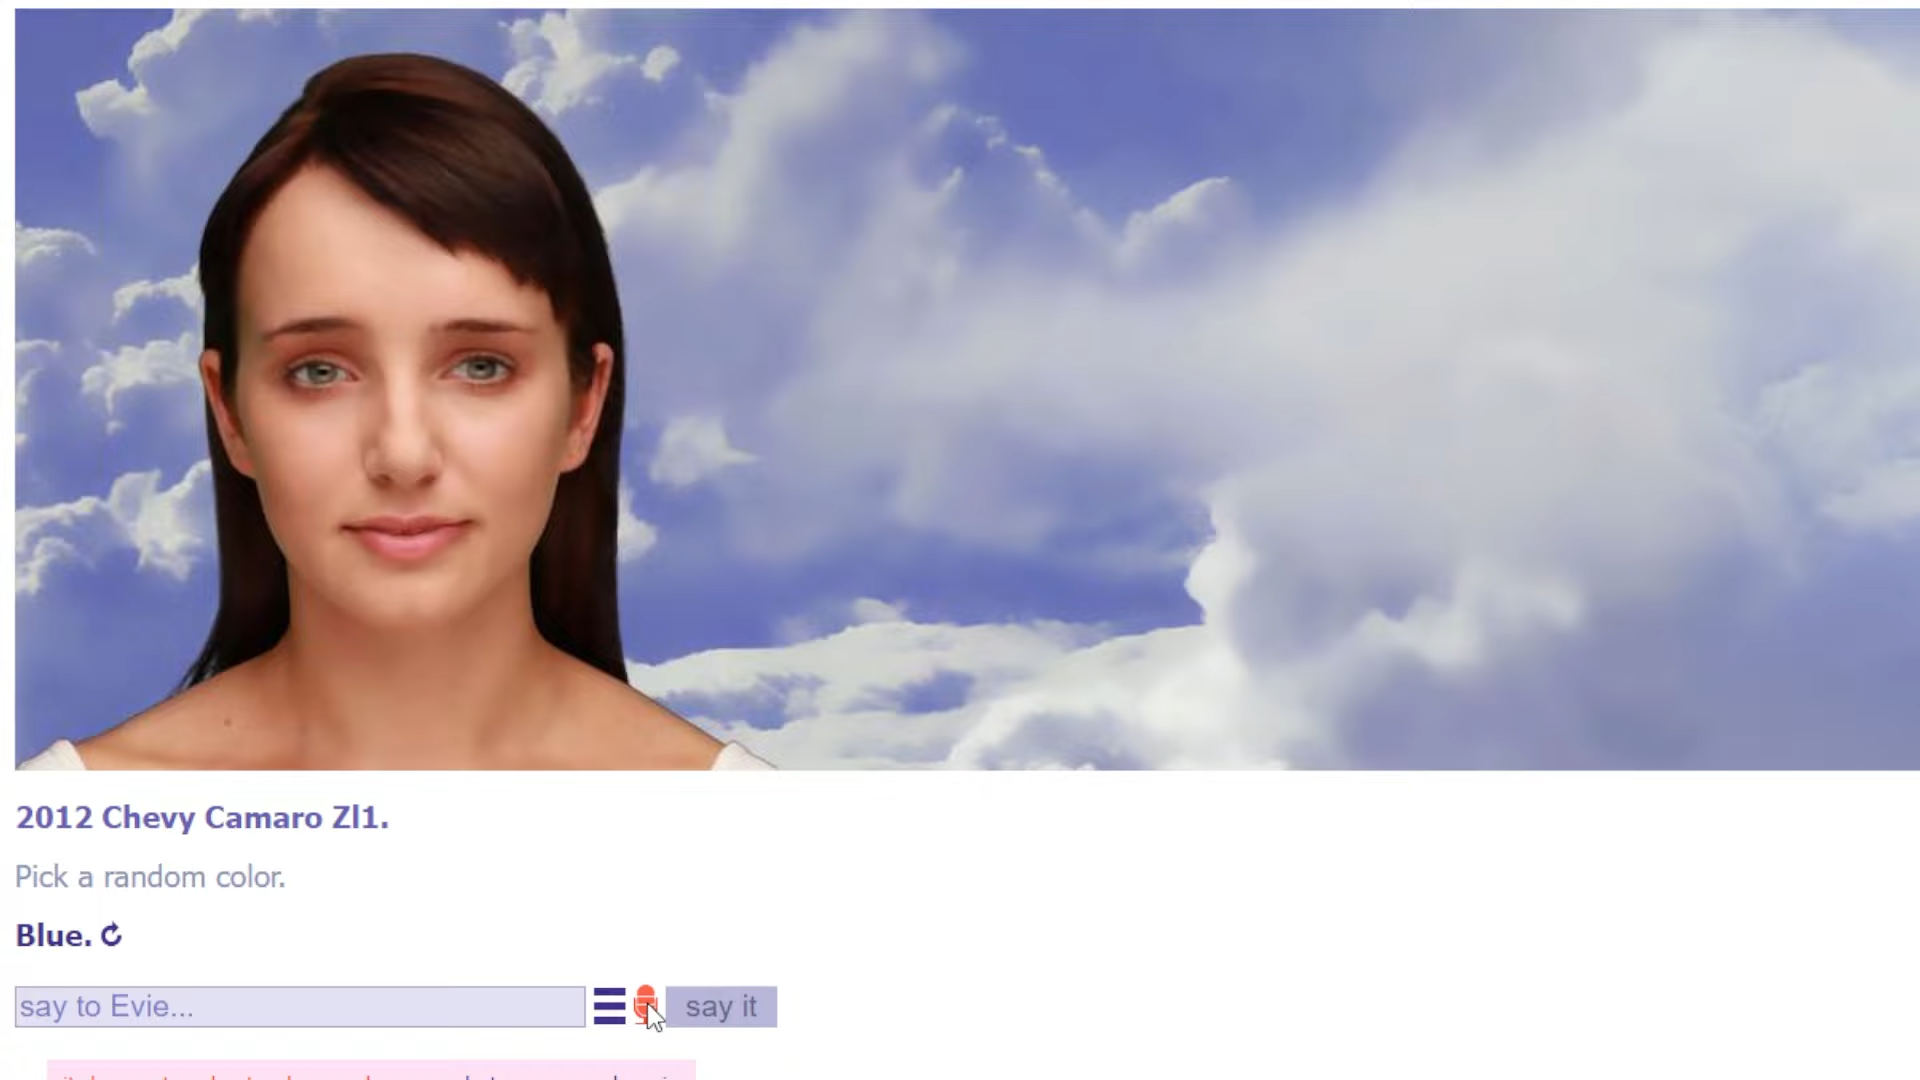 2012 Chevy Camaro Zl1.
Pick a random color.
Blue.
say to Evie...
say it